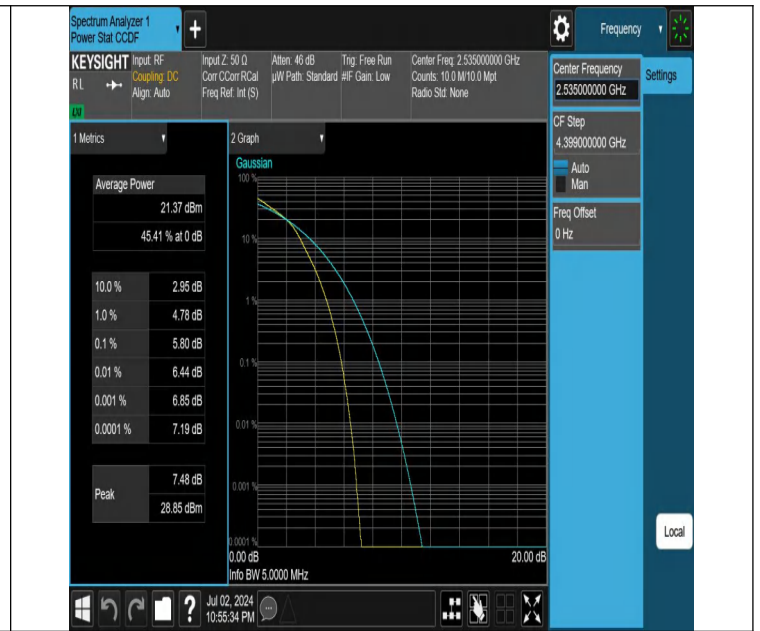 Spectrum Analyzer 1
Power Stat CCDF
+
Frequency
KEYSIGHT
RL
Input: RF
Coupling: DC
Align: Auto
Input Z: 50 Ω
Corr CCorr RCal
Freq Ref: Int (S)
Atten: 46 dB
µW Path: Standard
Trig: Free Run
#IF Gain: Low
Center Freq: 2.535000000 GHz
Counts: 10.0 M/10.0 Mpt
Radio Std: None
Center Frequency
2.535000000 GHz
Settings
CF Step
4.399000000 GHz
Auto
Man
Freq Offset
0 Hz
1 Metrics
Average Power
21.37 dBm
45.41 % at 0 dB
10.0 % 2.95 dB
1.0 % 4.78 dB
0.1 % 5.80 dB
0.01 % 6.44 dB
0.001 % 6.85 dB
0.0001 % 7.19 dB
Peak
7.48 dB
28.85 dBm
2 Graph
Gaussian
100 %
10 %
1 %
0.1 %
0.01 %
0.001 %
0.0001 %
0.00 dB
20.00 dB
Info BW 5.0000 MHz
Local
?
Jul 02, 2024
10:55:34 PM